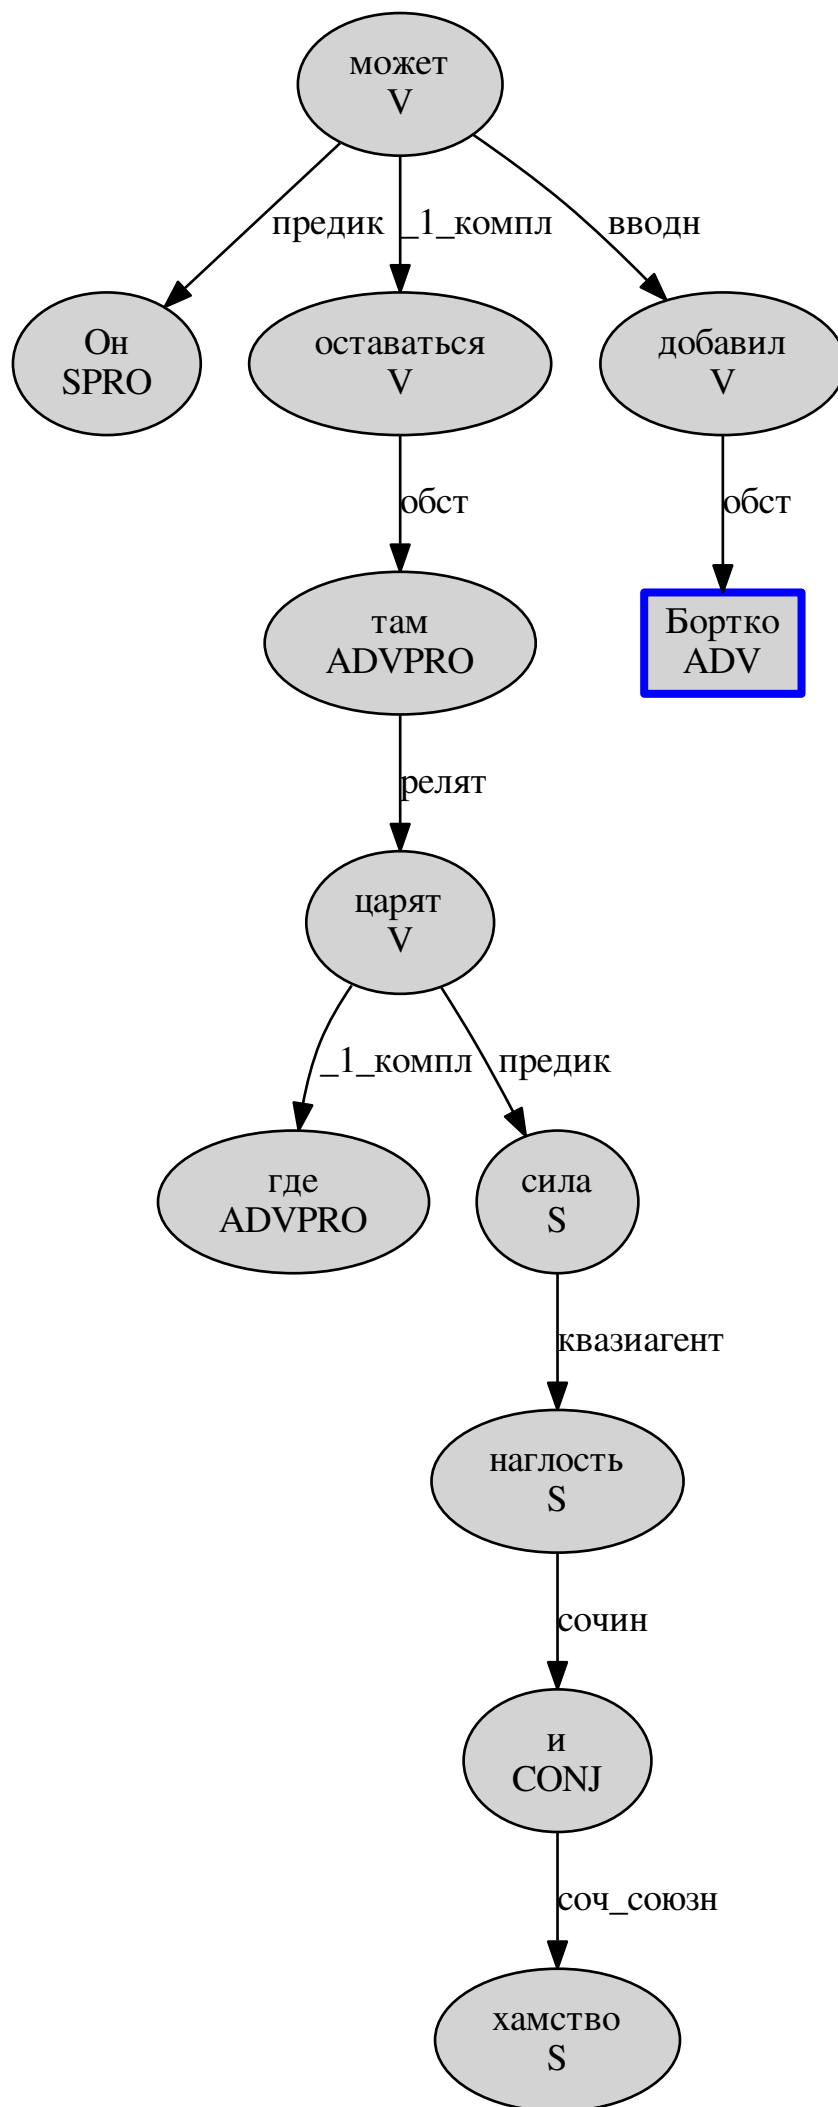 может
V
предик
_1_компл
вводн
Он
SPRO
оставаться
V
добавил
V
обст
обст
там
ADVPRO
Бортко
ADV
релят
царят
V
_1_компл
предик
где
ADVPRO
сила
S
квазиагент
наглость
S
сочин
и
CONJ
соч_союзн
хамство
S